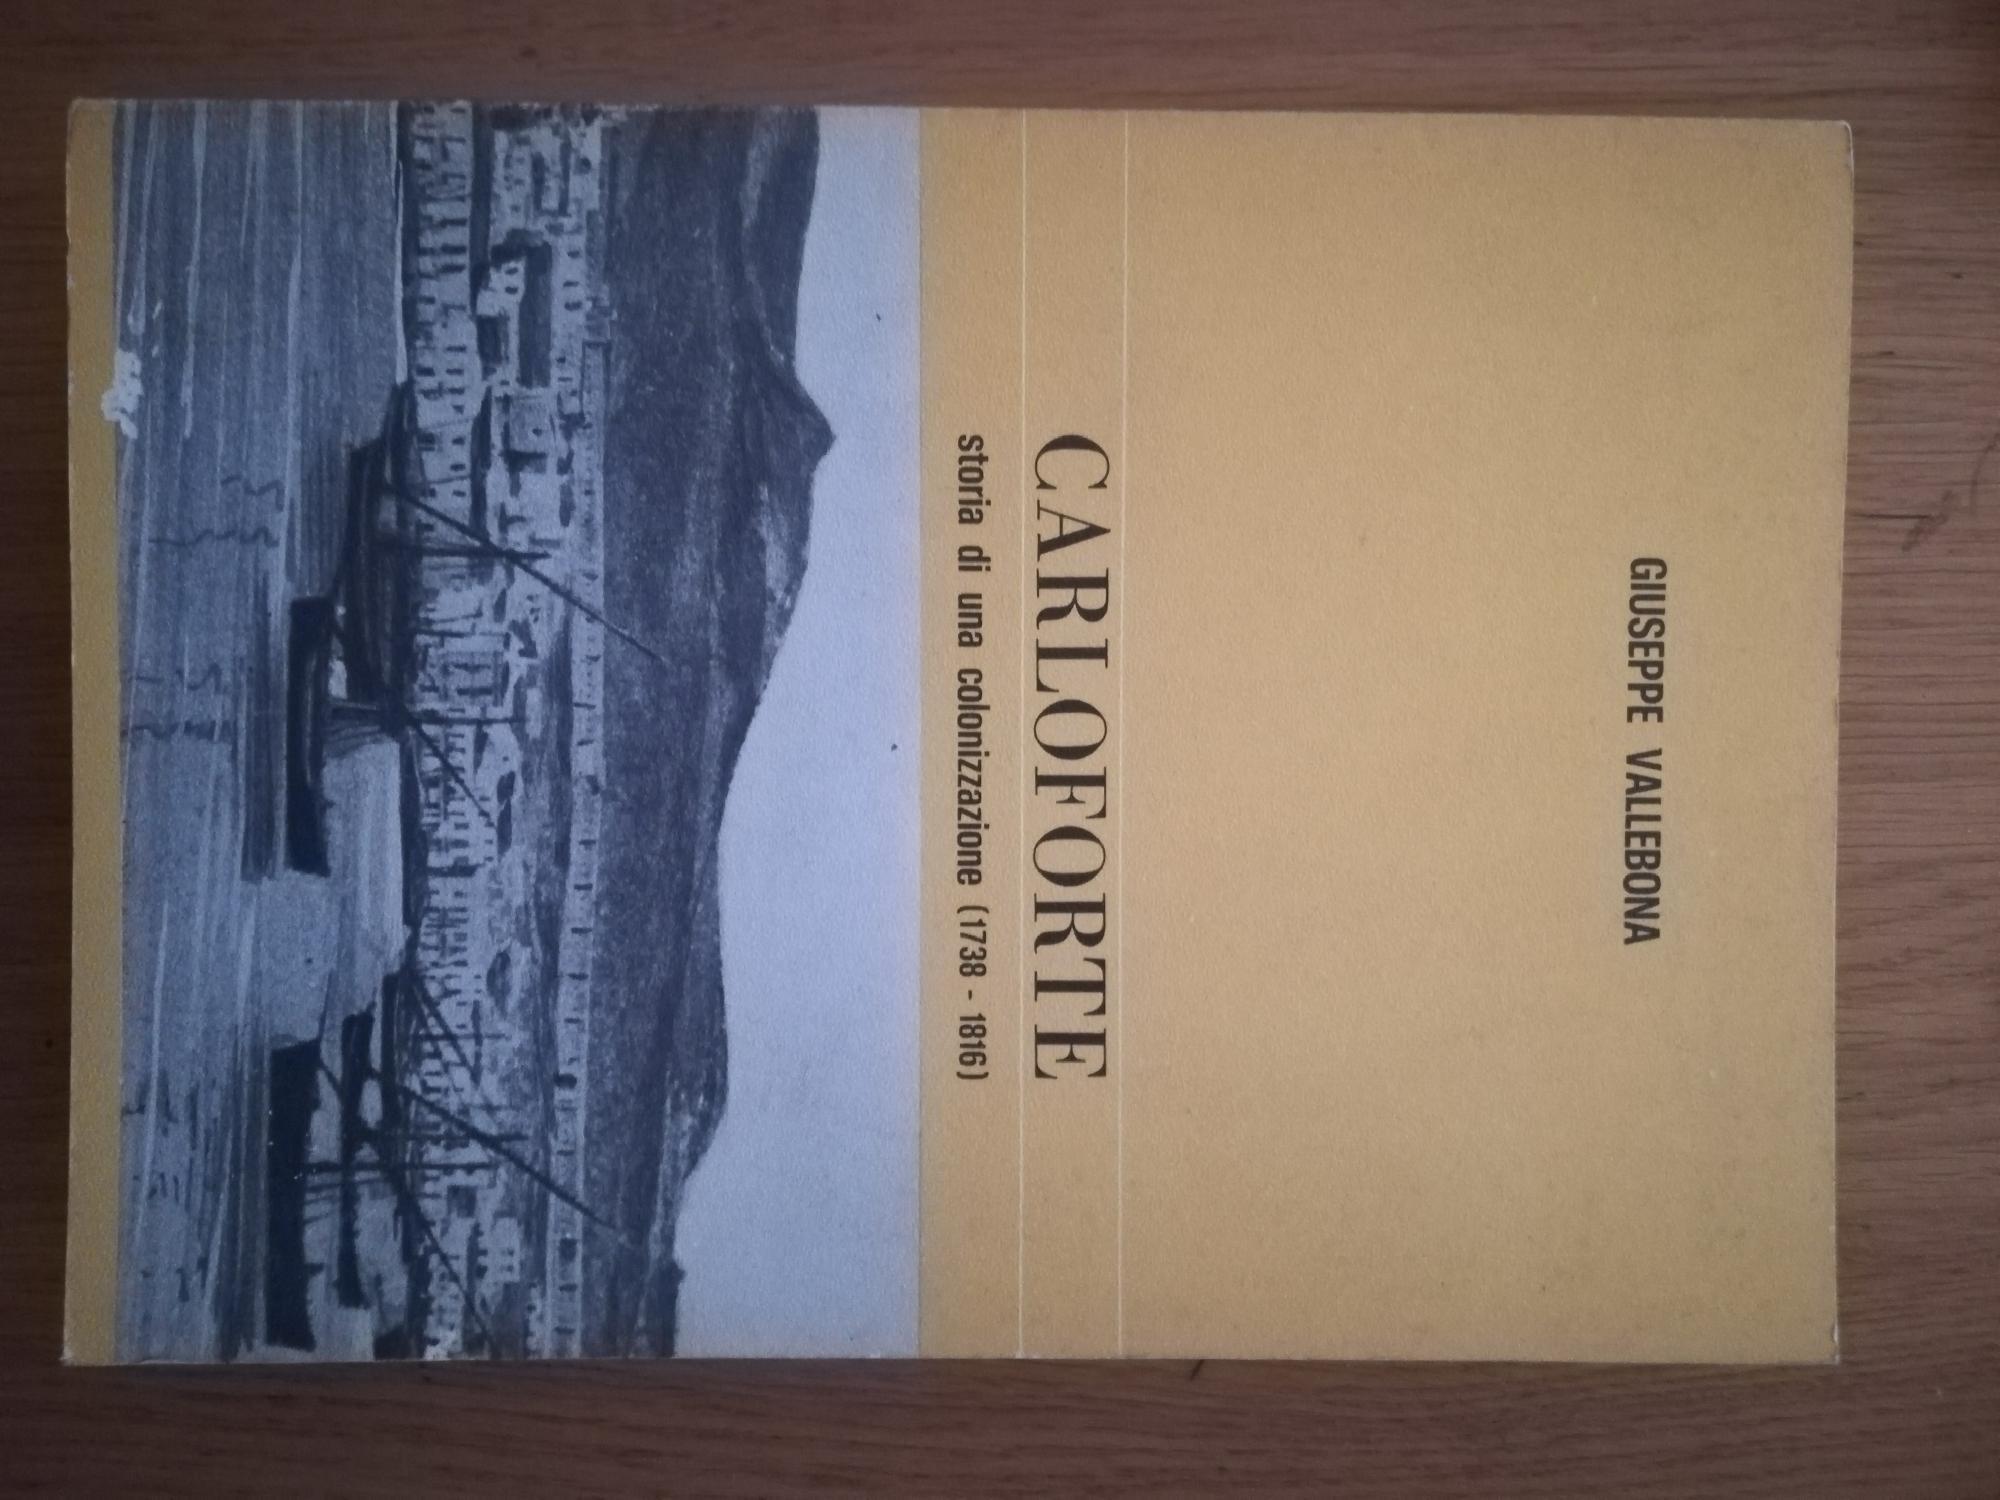 GIUSEPPE VALLEBONA
CARLOFORTE
storia di una colonizzazione (1738 - 1816)